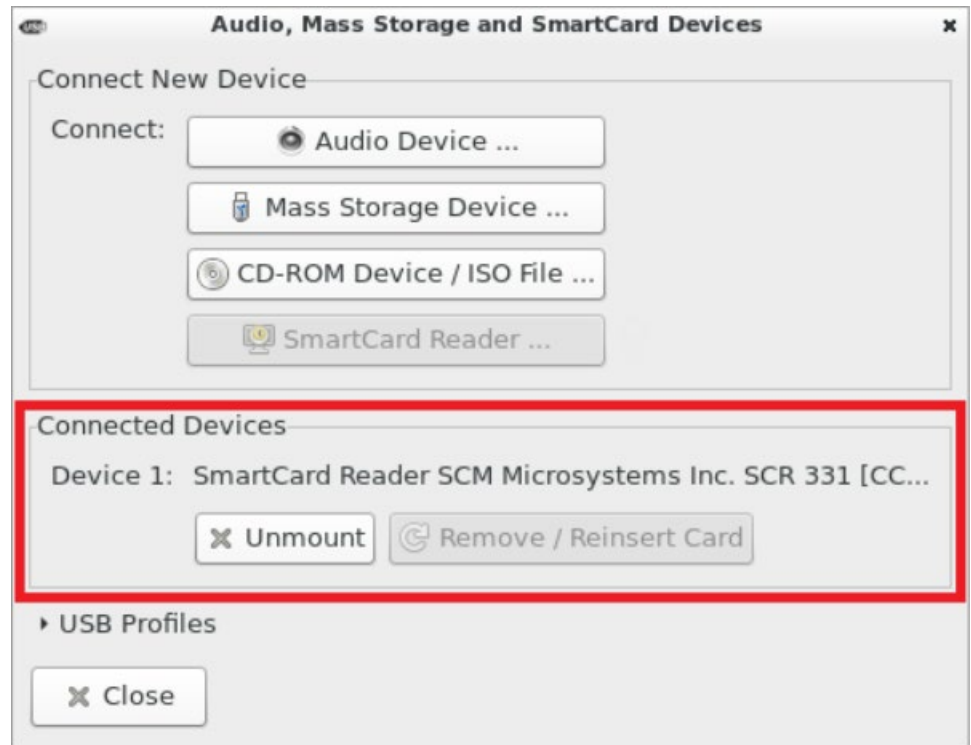 Audio, Mass Storage and SmartCard Devices
Connect New Device
Connect:
Audio Device ...
Mass Storage Device ...
CD-ROM Device / ISO File ...
SmartCard Reader ...
Connected Devices
Device 1: SmartCard Reader SCM Microsystems Inc. SCR 331 [CC...
Unmount Remove / Reinsert Card
USB Profiles
Close